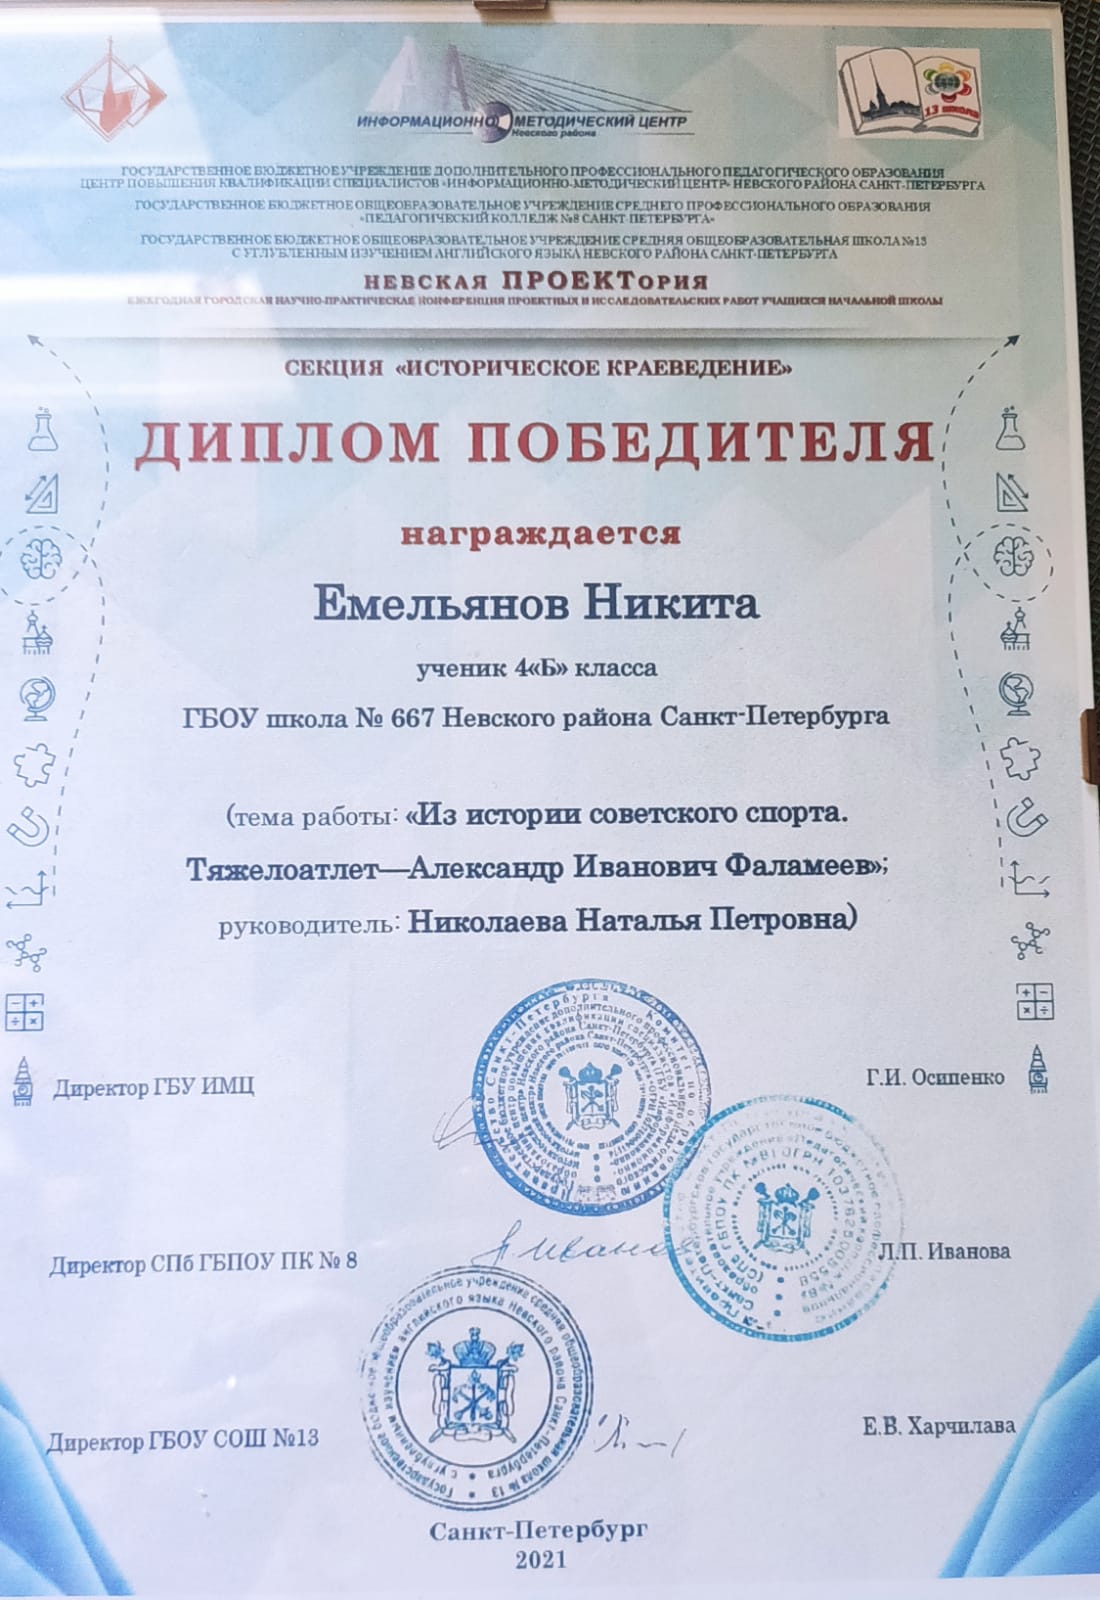 ИНФОРМАЦИОННО МЕТОДИЧЕСКИЙ ЦЕНТР
Невского района
13 школа
ГОСУДАРСТВЕННОЕ БЮДЖЕТНОЕ УЧРЕЖДЕНИЕ ДОПОЛНИТЕЛЬНОГО ПРОФЕССИОНАЛЬНОГО ПЕДАГОГИЧЕСКОГО ОБРАЗОВАНИЯ
ЦЕНТР ПОВЫШЕНИЯ КВАЛИФИКАЦИИ СПЕЦИАЛИСТОВ «ИНФОРМАЦИОННО-МЕТОДИЧЕСКИЙ ЦЕНТР» НЕВСКОГО РАЙОНА САНКТ-ПЕТЕРБУРГА
ГОСУДАРСТВЕННОЕ БЮДЖЕТНОЕ ОБЩЕОБРАЗОВАТЕЛЬНОЕ УЧРЕЖДЕНИЕ СРЕДНЕГО ПРОФЕССИОНАЛЬНОГО ОБРАЗОВАНИЯ
«ПЕДАГОГИЧЕСКИЙ КОЛЛЕДЖ №8 САНКТ-ПЕТЕРБУРГА»
ГОСУДАРСТВЕННОЕ БЮДЖЕТНОЕ ОБЩЕОБРАЗОВАТЕЛЬНОЕ УЧРЕЖДЕНИЕ СРЕДНЯЯ ОБЩЕОБРАЗОВАТЕЛЬНАЯ ШКОЛА №13
С УГЛУБЛЕННЫМ ИЗУЧЕНИЕМ АНГЛИЙСКОГО ЯЗЫКА НЕВСКОГО РАЙОНА САНКТ-ПЕТЕРБУРГА
НЕВСКАЯ ПРОЕКТОРИЯ
ЕЖЕГОДНАЯ ГОРОДСКАЯ НАУЧНО-ПРАКТИЧЕСКАЯ КОНФЕРЕНЦИЯ ПРОЕКТНЫХ И ИССЛЕДОВАТЕЛЬСКИХ РАБОТ УЧАЩИХСЯ НАЧАЛЬНОЙ ШКОЛЫ
СЕКЦИЯ «ИСТОРИЧЕСКОЕ КРАЕВЕДЕНИЕ»
ДИПЛОМ ПОБЕДИТЕЛЯ
награждается
Емельянов Никита
ученик 4«Б» класса
ГБОУ школа № 667 Невского района Санкт-Петербурга
(тема работы: «Из истории советского спорта.
Тяжелоатлет—Александр Иванович Фаламеев»;
руководитель: Николаева Наталья Петровна)
Директор ГБУ ИМЦ Г.И. Осипенко
Директор СПб ГБПОУ ПК № 8 Л.П. Иванова
Директор ГБОУ СОШ №13 Е.В. Харчилава
Санкт-Петербург
2021